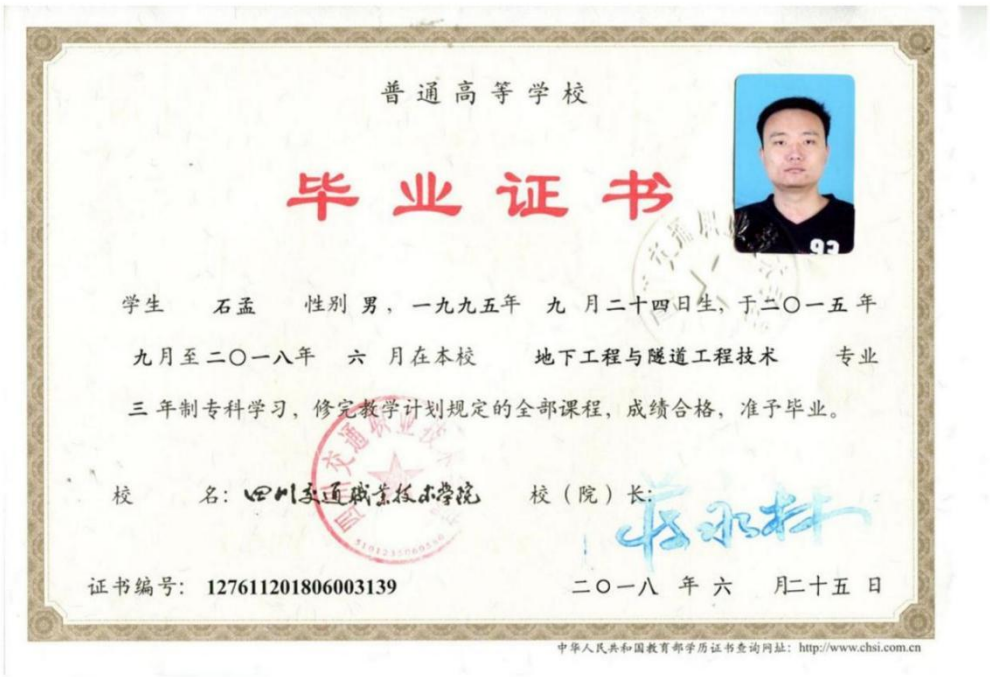 普通高等学校
毕业证书
93
学生 石孟 性别 男，一九九五年 九 月二十四日生，于二〇一五年
九月至二〇一八年 六 月在本校 地下工程与隧道工程技术 专业
三 年制专科学习，修完教学计划规定的全部课程，成绩合格，准予毕业。
校 名：四川交通职业技术学院 校（院）长：
证书编号： 127611201806003139 二〇一八 年 六 月二十五 日
中华人民共和国教育部学历证书查询网址：http://www.chsi.com.cn